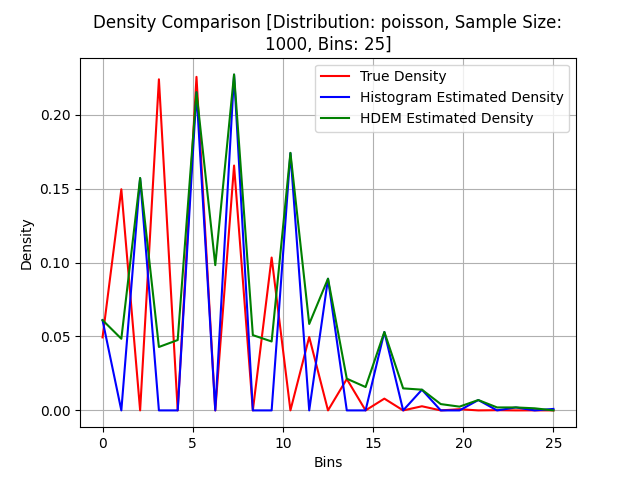 Density Comparison [Distribution: poisson, Sample Size:
1000, Bins: 25]
True Density
Histogram Estimated Density
HDEM Estimated Density
Density
0.20
0.15
0.10
0.05
0.00
0 5 10 15 20 25
Bins